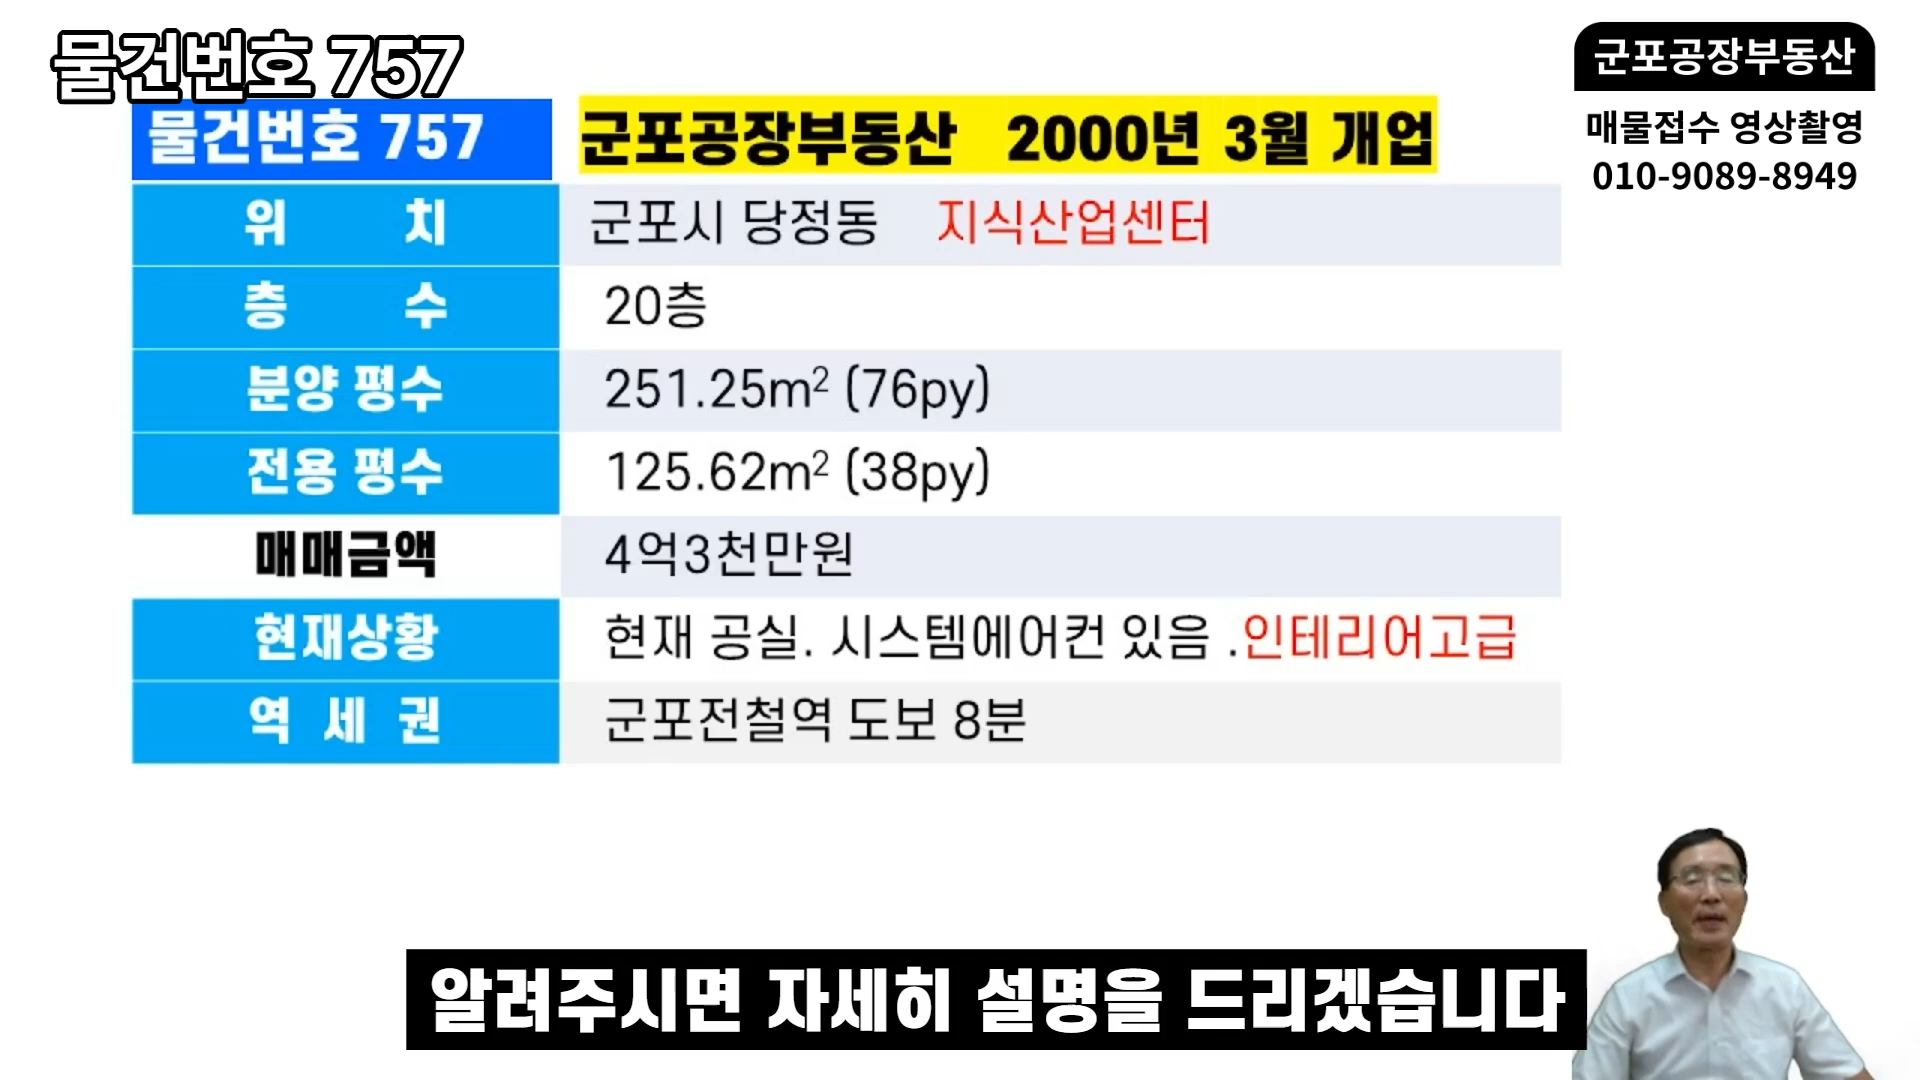 물건번호 757
군포공장부동산
매물접수 영상촬영
010-9089-8949
물건번호 757 군포공장부동산 2000년 3월 개업
위 치 군포시 당정동 지식산업센터
층 수 20층
분양 평수 251.25m² (76py)
전용 평수 125.62m² (38py)
매매금액 4억3천만원
현재상황 현재 공실. 시스템에어컨 있음 .인테리어고급
역 세 권 군포전철역 도보 8분
알려주시면 자세히 설명을 드리겠습니다